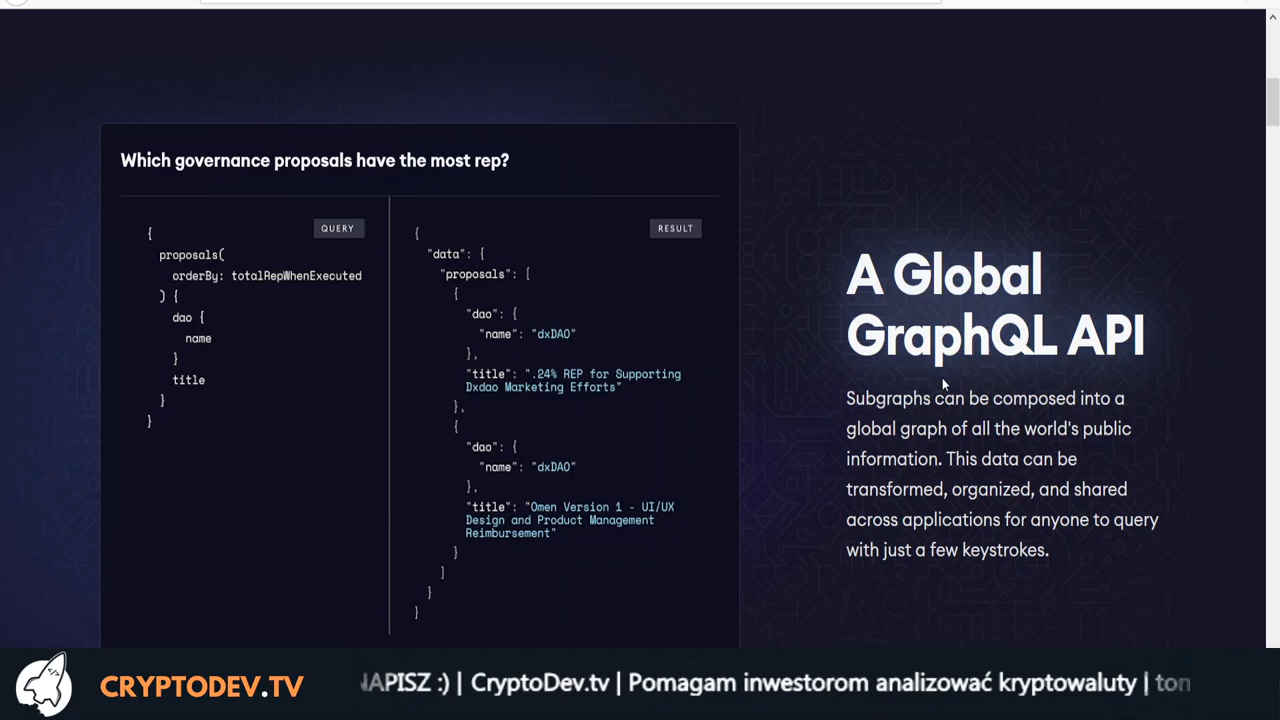 Which governance proposals have the most rep?
QUERY
{
proposals(
orderBy: totalRepWhenExecuted
) {
dao {
name
}
title
}
}
RESULT
{
"data": {
"proposals": [
{
"dao": {
"name": "dxDAO"
},
"title": ".24% REP for Supporting
Dxdao Marketing Efforts"
},
{
"dao": {
"name": "dxDAO"
},
"title": "Omen Version 1 - UI/UX
Design and Product Management
Reimbursement"
}
]
}
}
A Global
GraphQL API
Subgraphs can be composed into a
global graph of all the world's public
information. This data can be
transformed, organized, and shared
across applications for anyone to query
with just a few keystrokes.
CRYPTODEV.TV
NAPISZ :) | CryptoDev.tv | Pomagam inwestorom analizować kryptowaluty |